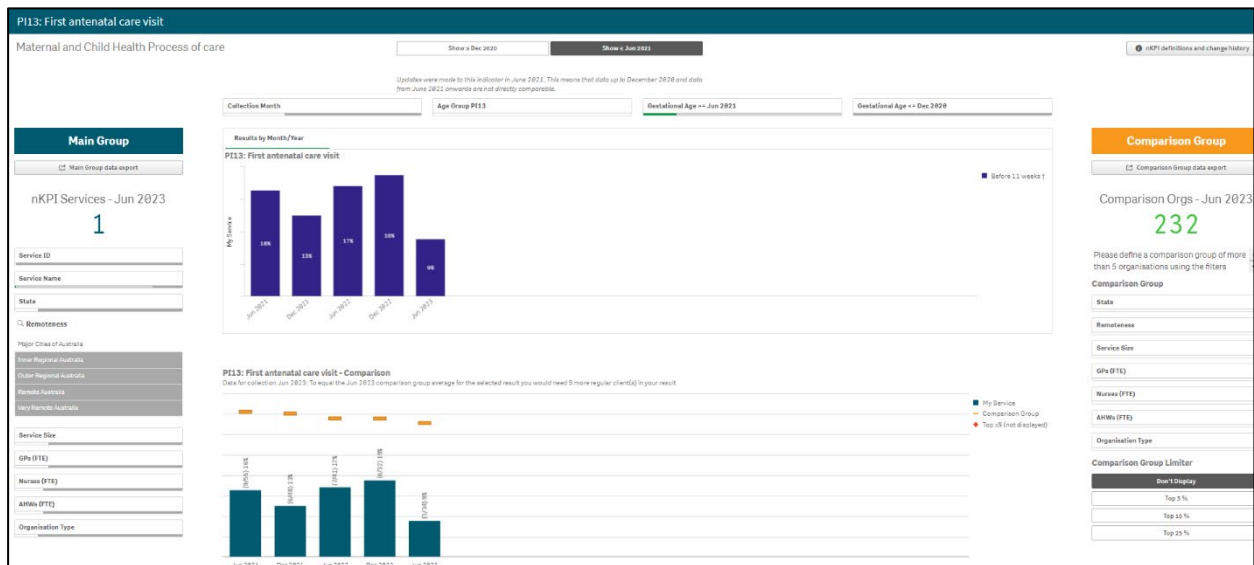 PI13: First antenatal care visit
Maternal and Child Health Process of care
Show ≤ Dec 2020
Show < Jun 2021
nKPI definitions and change history
Updates were made to this indicator in June 2021. This means that data up to December 2020 and data
from June 2021 onwards are not directly comparable.
Collection Month
Age Group PI13
Gestational Age >= Jun 2021
Gestational Age <= Dec 2020
Main Group
Main Group data export
nKPI Services - Jun 2023
1
Service ID
Service Name
State
Remoteness
Major Cities of Australia
Inner Regional Australia
Outer Regional Australia
Remote Australia
Very Remote Australia
Service Size
GPs (FTE)
Nurses (FTE)
AHWs (FTE)
Organisation Type
Results by Month/Year
PI13: First antenatal care visit
My Service
Before 11 weeks †
13%
17%
9%
Jun 2021
Dec 2021
Jun 2022
Dec 2022
Jun 2023
PI13: First antenatal care visit - Comparison
Data for collection Jun 2023: To equal the Jun 2023 comparison group average for the selected result you would need 9 more regular client(s) in your result
My Service
Comparison Group
Top x% (not displayed)
Comparison Group
Comparison Group data export
Comparison Orgs - Jun 2023
232
Please define a comparison group of more
than 5 organisations using the filters
Comparison Group
State
Remoteness
Service Size
GPs (FTE)
Nurses (FTE)
AHWs (FTE)
Organisation Type
Comparison Group Limiter
Don't Display
Top 5 %
Top 10 %
Top 25 %